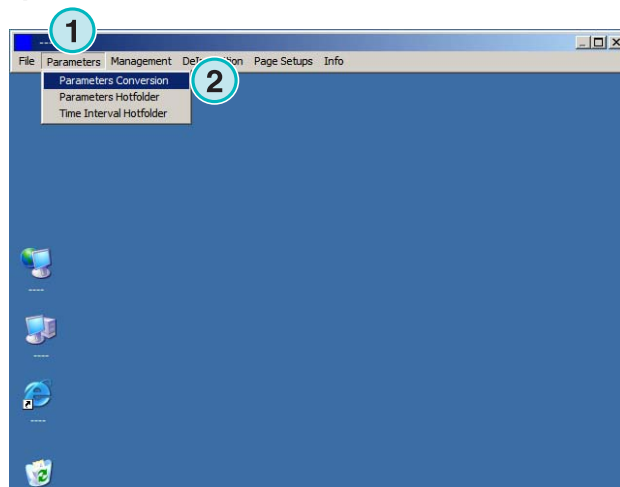 1
----
File Parameters Management Page Setups Info
Parameters Conversion 2
Parameters Hotfolder
Time Interval Hotfolder
----
----
----